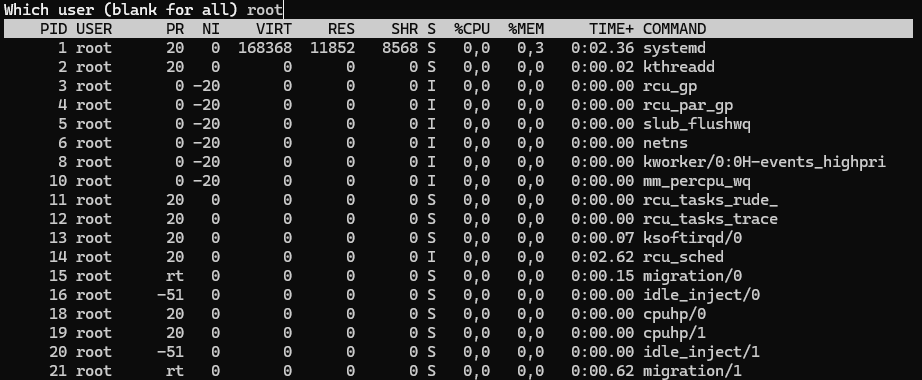 Which user (blank for all) root
PID USER PR NI VIRT RES SHR S %CPU %MEM TIME+ COMMAND
1 root 20 0 168368 11852 8568 S 0,0 0,3 0:02.36 systemd
2 root 20 0 0 0 0 S 0,0 0,0 0:00.02 kthreadd
3 root 0 -20 0 0 0 I 0,0 0,0 0:00.00 rcu_gp
4 root 0 -20 0 0 0 I 0,0 0,0 0:00.00 rcu_par_gp
5 root 0 -20 0 0 0 I 0,0 0,0 0:00.00 slub_flushwq
6 root 0 -20 0 0 0 I 0,0 0,0 0:00.00 netns
8 root 0 -20 0 0 0 I 0,0 0,0 0:00.00 kworker/0:0H-events_highpri
10 root 0 -20 0 0 0 I 0,0 0,0 0:00.00 mm_percpu_wq
11 root 20 0 0 0 0 S 0,0 0,0 0:00.00 rcu_tasks_rude_
12 root 20 0 0 0 0 S 0,0 0,0 0:00.00 rcu_tasks_trace
13 root 20 0 0 0 0 S 0,0 0,0 0:00.07 ksoftirqd/0
14 root 20 0 0 0 0 I 0,0 0,0 0:02.62 rcu_sched
15 root rt 0 0 0 0 S 0,0 0,0 0:00.15 migration/0
16 root -51 0 0 0 0 S 0,0 0,0 0:00.00 idle_inject/0
18 root 20 0 0 0 0 S 0,0 0,0 0:00.00 cpuhp/0
19 root 20 0 0 0 0 S 0,0 0,0 0:00.00 cpuhp/1
20 root -51 0 0 0 0 S 0,0 0,0 0:00.00 idle_inject/1
21 root rt 0 0 0 0 S 0,0 0,0 0:00.62 migration/1